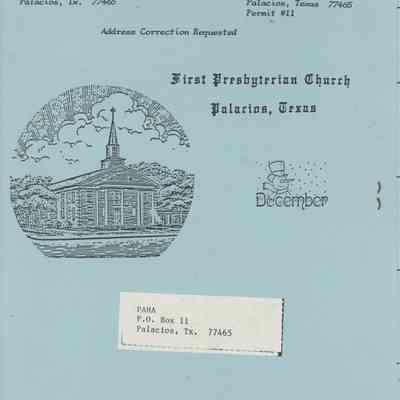 Palacios, Tx. 77465
Palacios, Texas 77465
Permit #11
Address Correction Requested
First Presbyterian Church
Palacios, Texas
December
PAHA
P.O. Box 11
Palacios, Tx. 77465